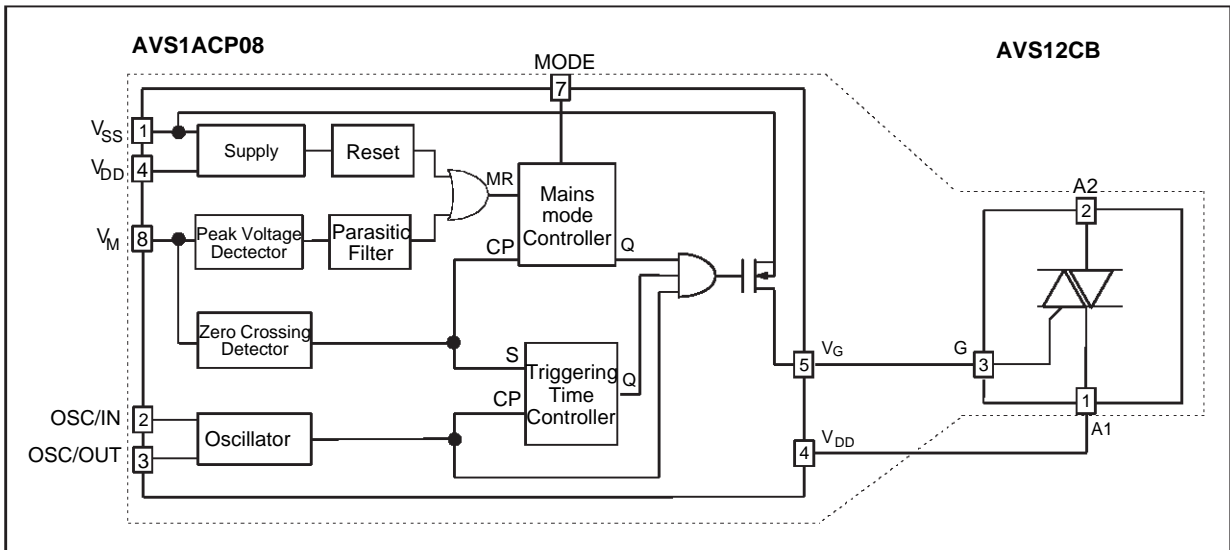 AVS1ACP08
AVS12CB
MODE
7
VSS
1
Supply
Reset
VDD
4
MR
Mains
mode
Controller
A2
2
VM
8
Peak Voltage
Dectector
Parasitic
Filter
CP
Q
Zero Crossing
Detector
S
Triggering
Time
Controller
Q
CP
5
VG
G
3
1
A1
OSC/IN
2
Oscillator
OSC/OUT
3
4
VDD